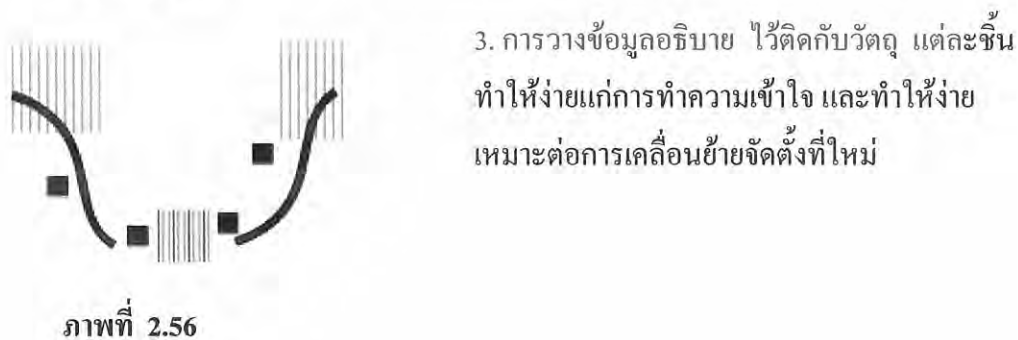 3. การวางข้อมูลอธิบาย ไว้ติดกับวัตถุ แต่ละชิ้น
ทำให้ง่ายแก่การทำความเข้าใจ และทำให้ง่าย
เหมาะต่อการเคลื่อนย้ายจัดตั้งที่ใหม่
ภาพที่ 2.56